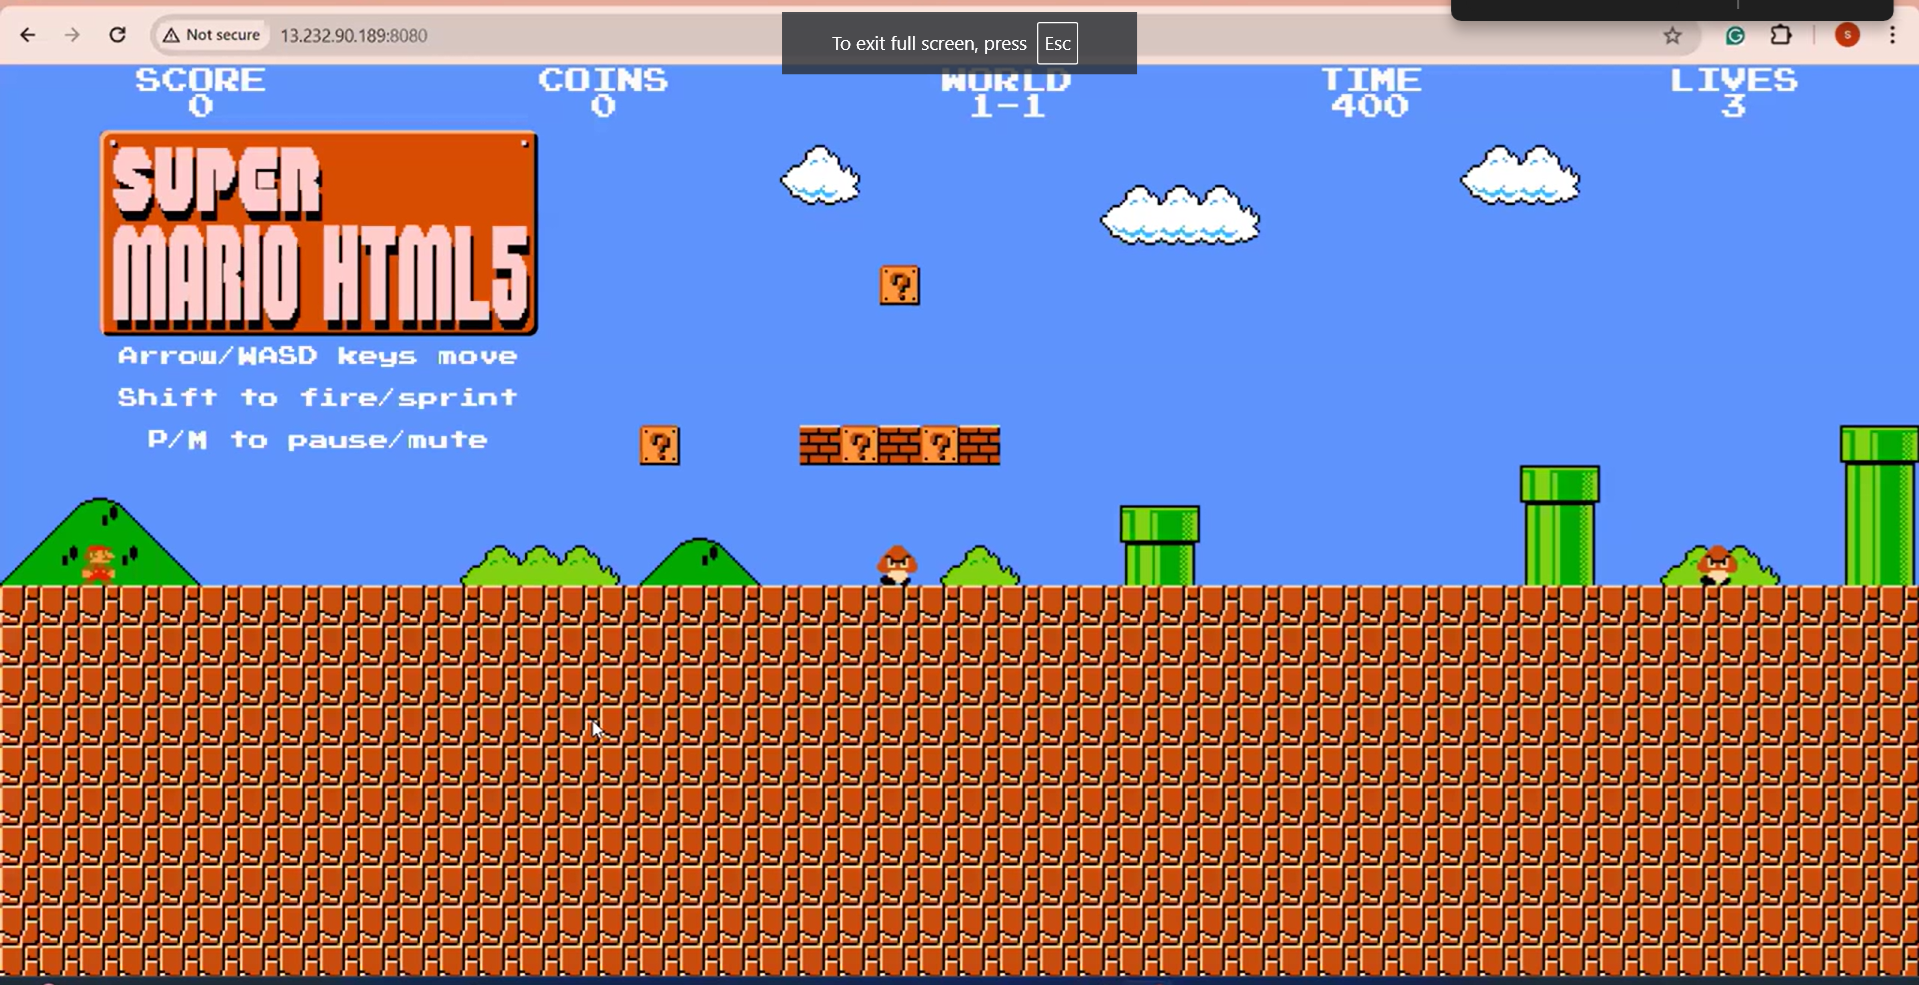 Not secure 13.232.90.189:8080
To exit full screen, press Esc
S
SCORE COINS WORLD TIME LIVES
0 0 1-1 400 3
SUPER
MARIO HTML5
Arrow/WASD keys move
Shift to fire/sprint
P/M to pause/mute
?
? ? ?